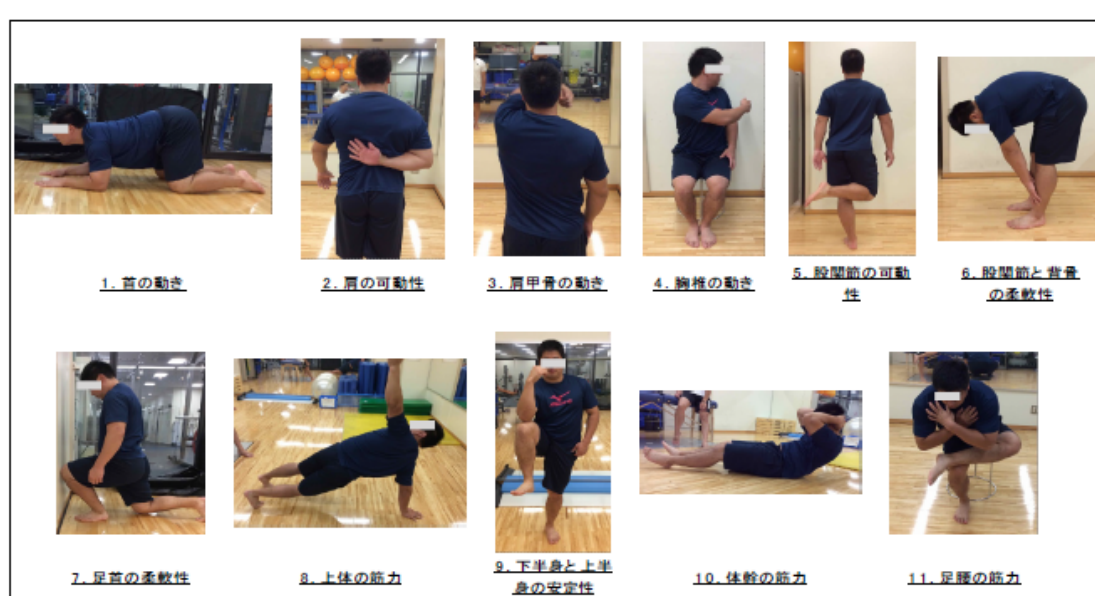 1. 首の動き
2. 肩の可動性
3. 肩甲骨の動き
4. 胸椎の動き
5. 股関節の可動
性
6. 股関節と背骨
の柔軟性
7. 足首の柔軟性
8. 上体の筋力
9. 下半身と上半
身の安定性
10. 体幹の筋力
11. 足腰の筋力